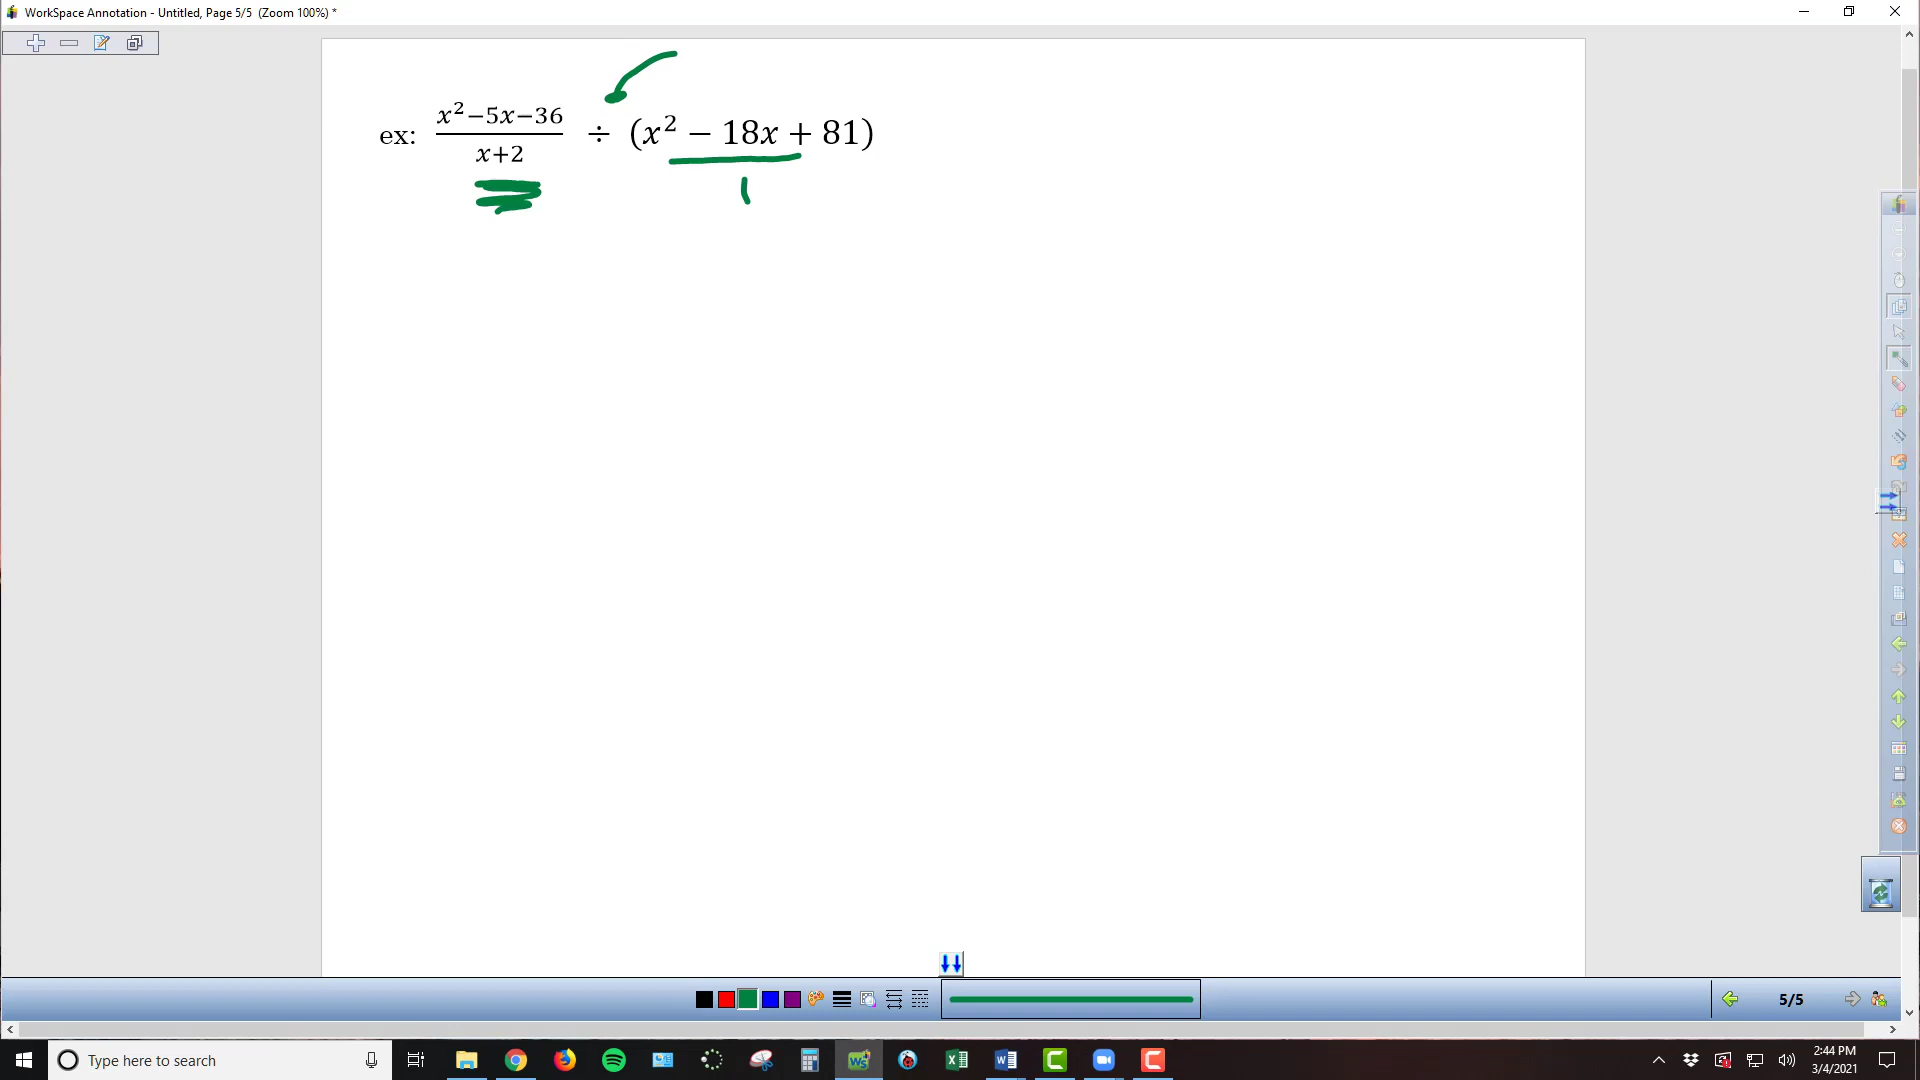 WorkSpace Annotation - Untitled, Page 5/5 (Zoom 100%) *
ex: x²−5x−36 / x+2 ÷ (x² − 18x + 81)
1
5/5
Type here to search
2:44 PM
3/4/2021